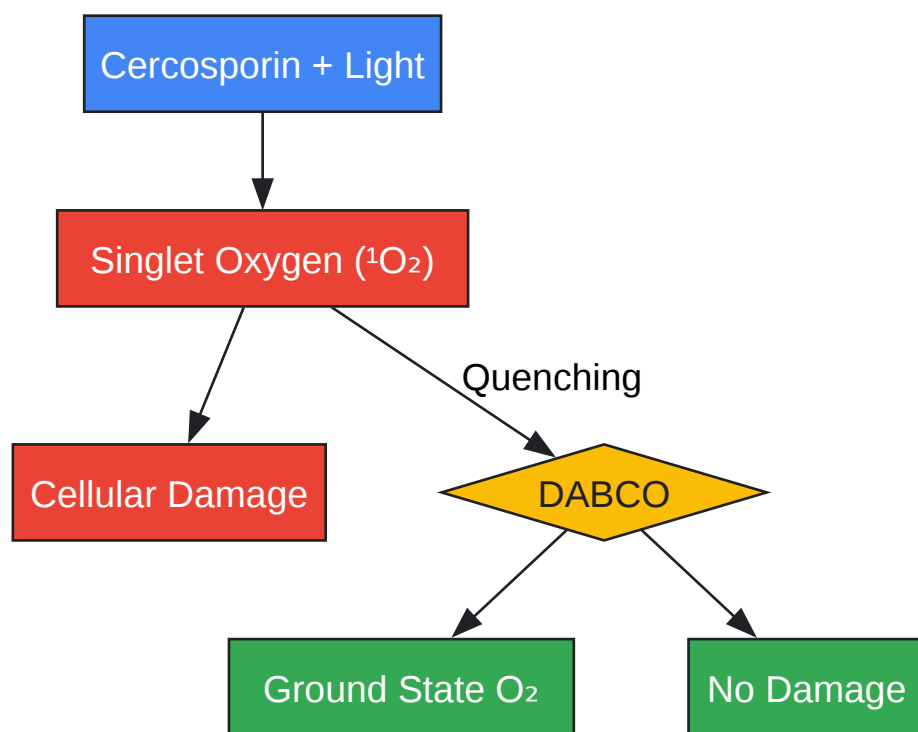 Cercosporin + Light
Singlet Oxygen (¹O₂)
Quenching
Cellular Damage
DABCO
Ground State O₂
No Damage